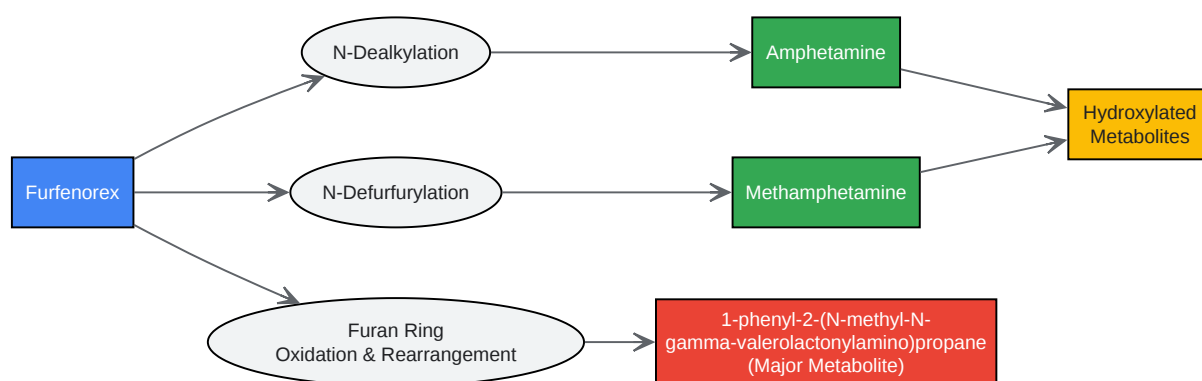 N-Dealkylation
Amphetamine
Hydroxylated
Metabolites
Furfenorex
N-Defurfurylation
Methamphetamine
Furan Ring
Oxidation & Rearrangement
1-phenyl-2-(N-methyl-N-
gamma-valerolactonylamino)propane
(Major Metabolite)